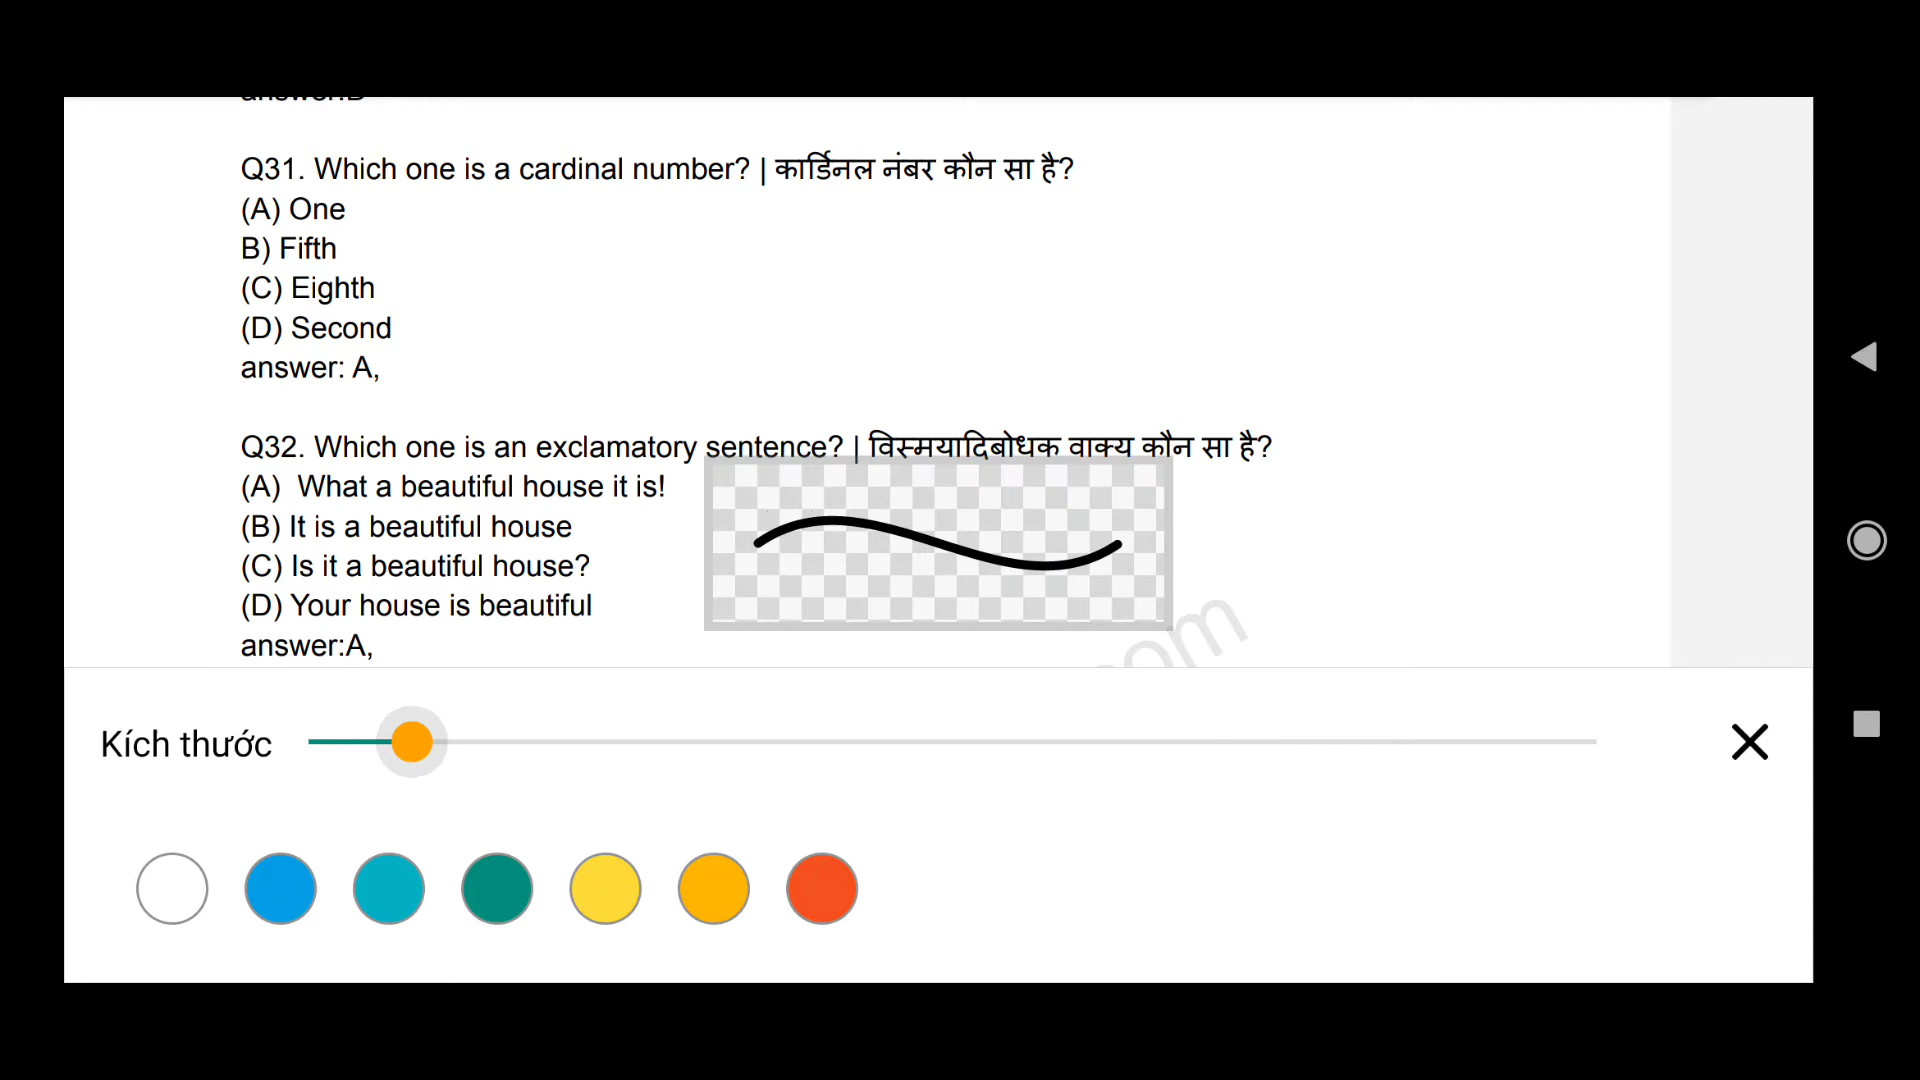 Q31. Which one is a cardinal number? | कार्डिनल नंबर कौन सा है?
(A) One
B) Fifth
(C) Eighth
(D) Second
answer: A,
Q32. Which one is an exclamatory sentence? | विस्मयादिबोधक वाक्य कौन सा है?
(A)  What a beautiful house it is!
(B) It is a beautiful house
(C) Is it a beautiful house?
(D) Your house is beautiful
answer:A,
Kích thước